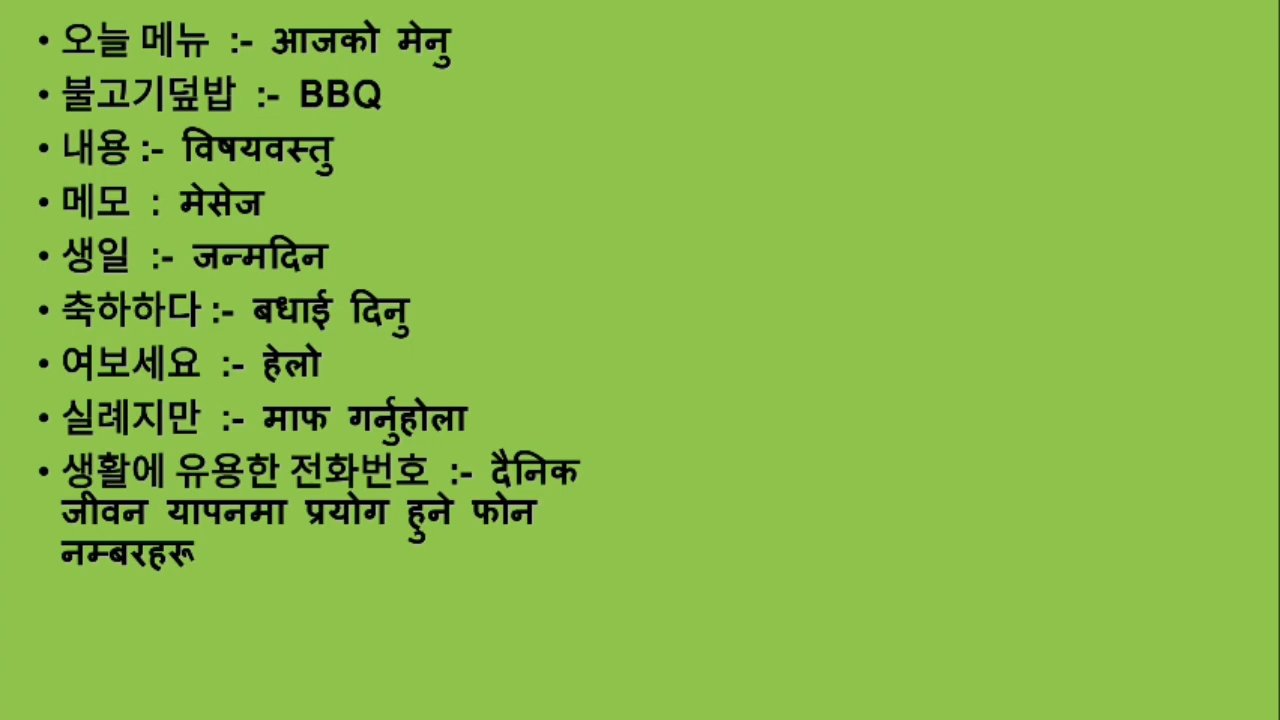 • 오늘 메뉴 :- आजको मेनु
• 불고기덮밥 :- BBQ
• 내용 :- विषयवस्तु
• 메모 : मेसेज
• 생일 :- जन्मदिन
• 축하하다 :- बधाई दिनु
• 여보세요 :- हेलो
• 실례지만 :- माफ गर्नुहोला
• 생활에 유용한 전화번호 :- दैनिक
जीवन यापनमा प्रयोग हुने फोन
नम्बरहरू